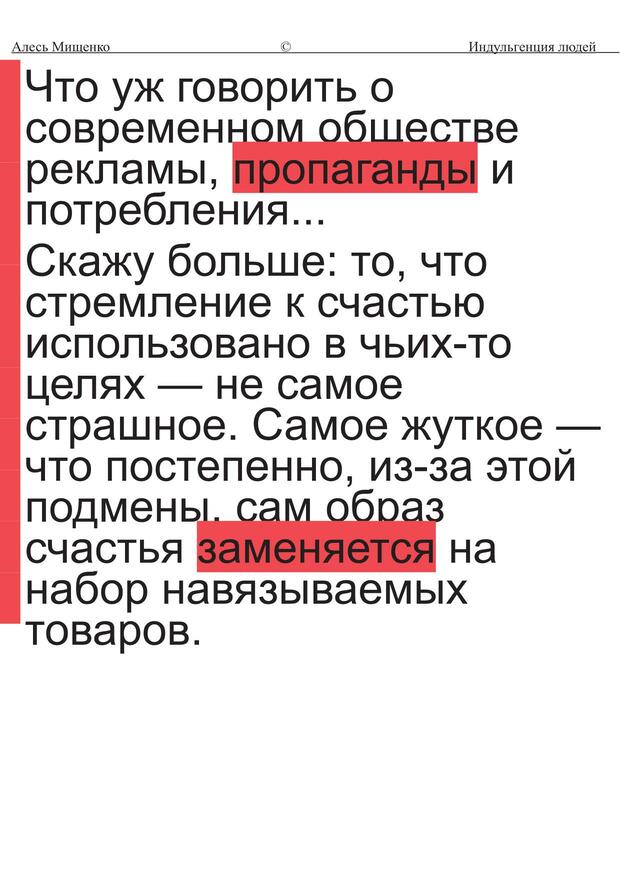 Алесь Мищенко © Индульгенция людей
Что уж говорить о
современном обществе
рекламы, пропаганды и
потребления...
Скажу больше: то, что
стремление к счастью
использовано в чьих-то
целях — не самое
страшное. Самое жуткое —
что постепенно, из-за этой
подмены, сам образ
счастья заменяется на
набор навязываемых
товаров.